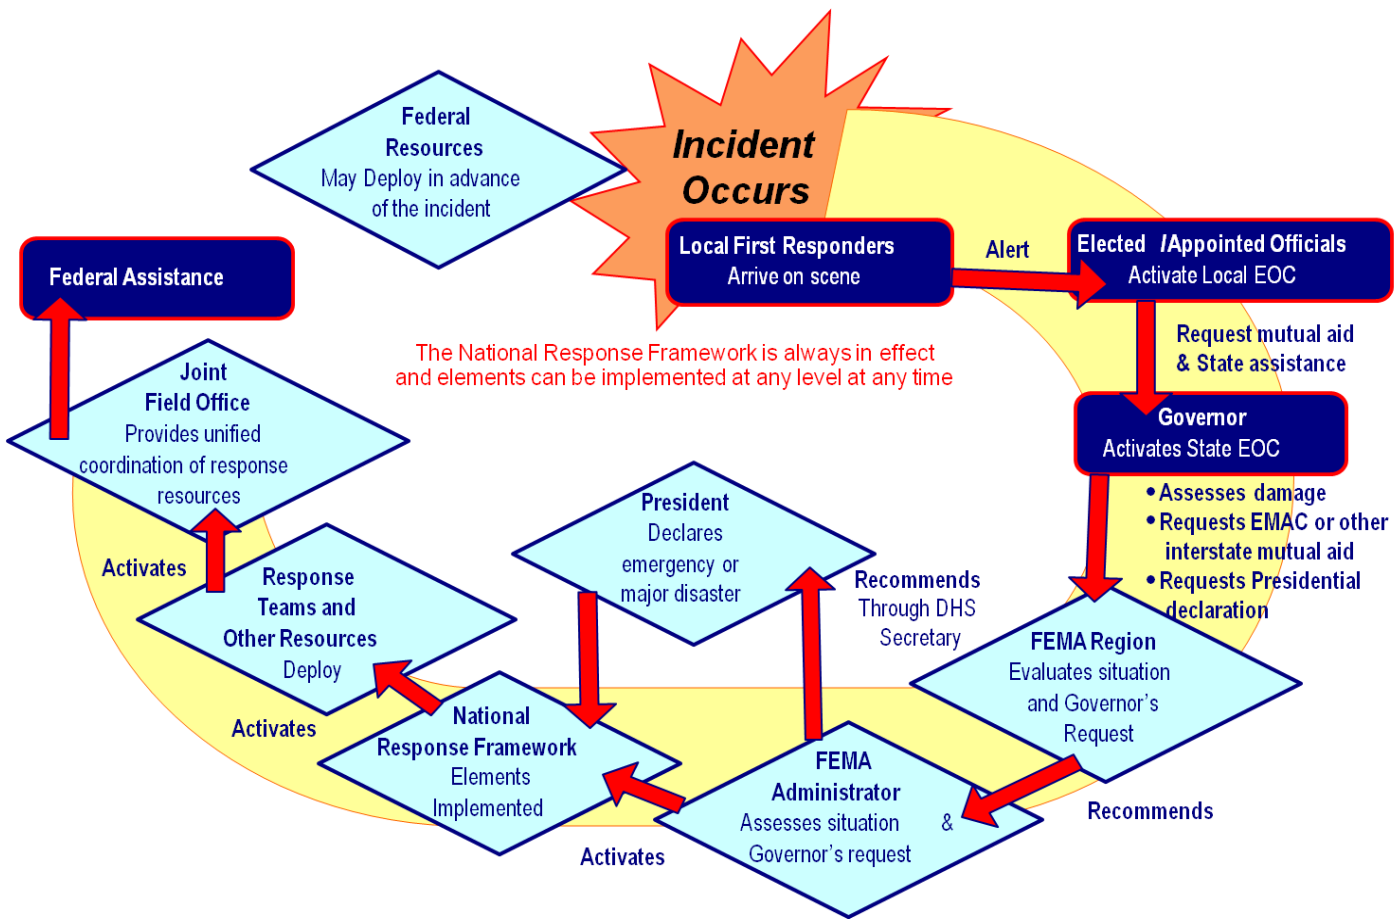 Incident
Occurs
Federal
Resources
May Deploy in advance
of the incident
Local First Responders
Arrive on scene
Alert
Elected /Appointed Officials
Activate Local EOC
Request mutual aid
& State assistance
Governor
Activates State EOC
• Assesses damage
• Requests EMAC or other
interstate mutual aid
• Requests Presidential
declaration
FEMA Region
Evaluates situation
and Governor's
Request
Recommends
FEMA
Administrator
Assesses situation &
Governor's request
Recommends
Through DHS
Secretary
President
Declares
emergency or
major disaster
Activates
National
Response Framework
Elements
Implemented
Activates
Response
Teams and
Other Resources
Deploy
Activates
Joint
Field Office
Provides unified
coordination of response
resources
Federal Assistance
The National Response Framework is always in effect
and elements can be implemented at any level at any time